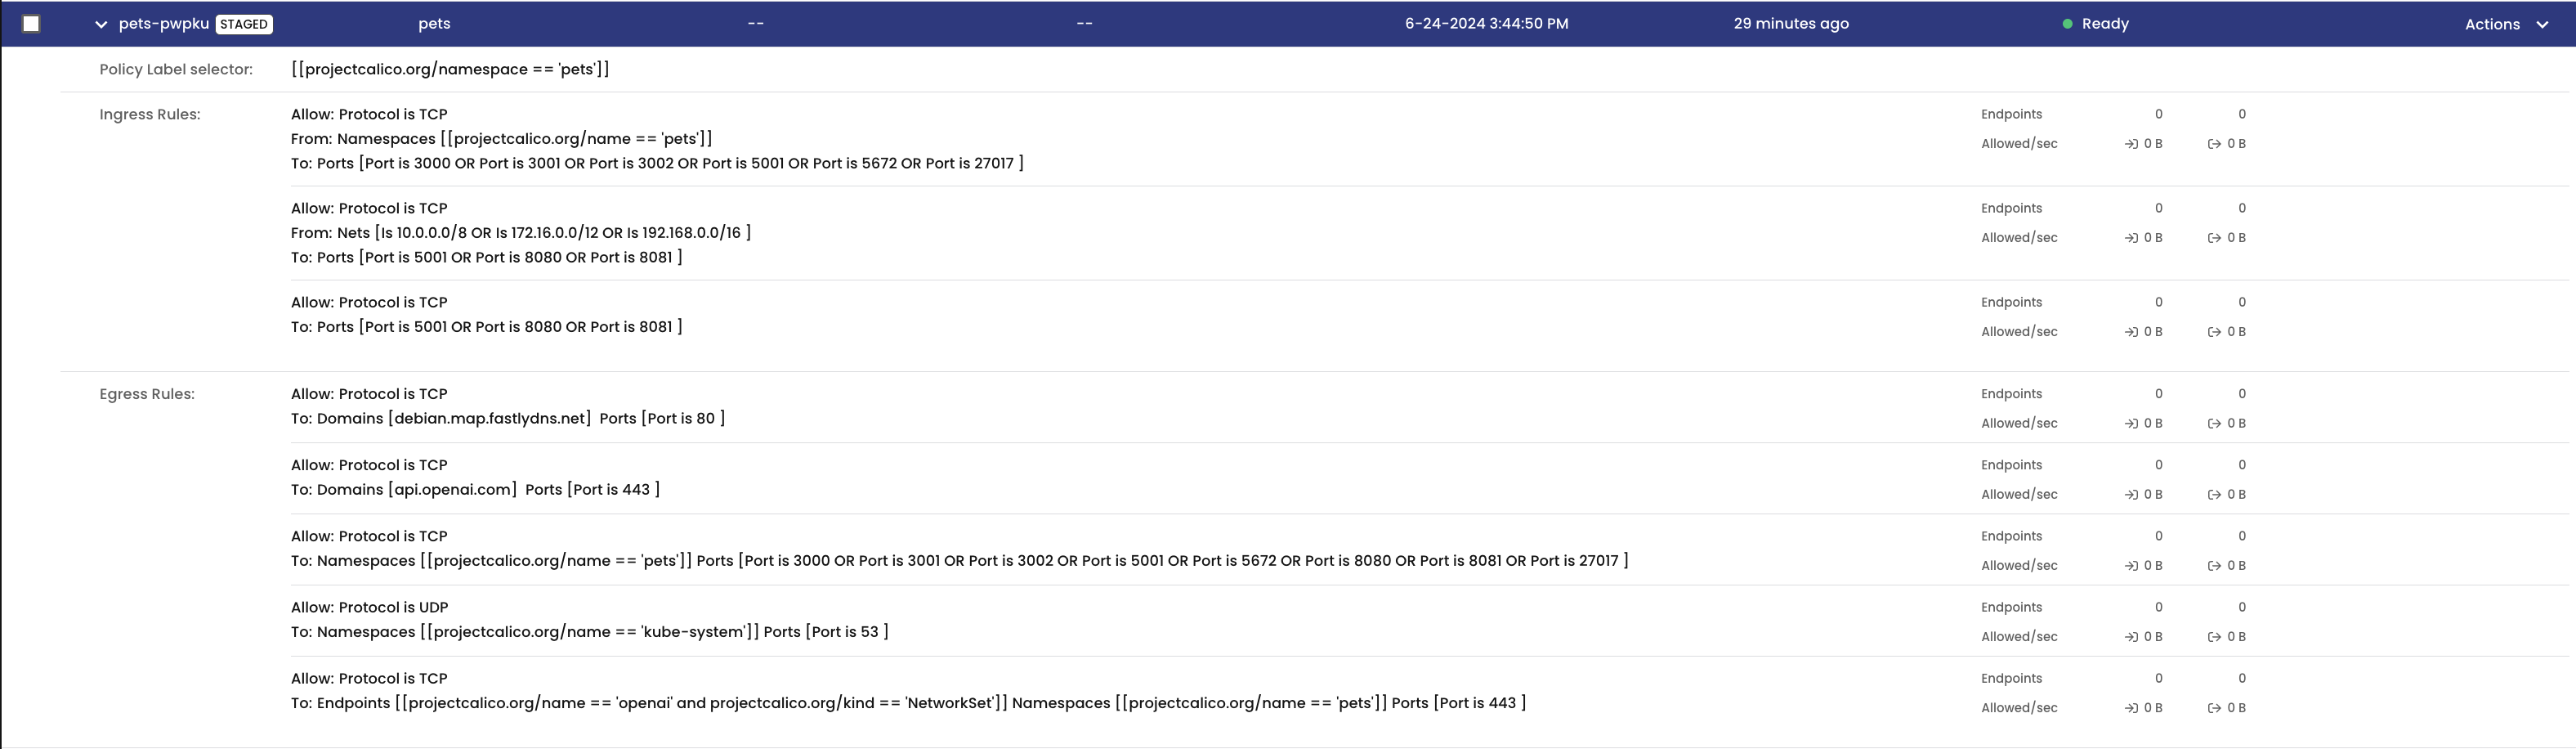 pets-pwpku STAGED pets -- -- 6-24-2024 3:44:50 PM 29 minutes ago Ready Actions
Policy Label selector: [[projectcalico.org/namespace == 'pets']]
Ingress Rules: Allow: Protocol is TCP Endpoints 0 0
From: Namespaces [[projectcalico.org/name == 'pets']] Allowed/sec 0 B 0 B
To: Ports [Port is 3000 OR Port is 3001 OR Port is 3002 OR Port is 5001 OR Port is 5672 OR Port is 27017 ]
Allow: Protocol is TCP Endpoints 0 0
From: Nets [Is 10.0.0.0/8 OR Is 172.16.0.0/12 OR Is 192.168.0.0/16 ] Allowed/sec 0 B 0 B
To: Ports [Port is 5001 OR Port is 8080 OR Port is 8081 ]
Allow: Protocol is TCP Endpoints 0 0
To: Ports [Port is 5001 OR Port is 8080 OR Port is 8081 ] Allowed/sec 0 B 0 B
Egress Rules: Allow: Protocol is TCP Endpoints 0 0
To: Domains [debian.map.fastlydns.net] Ports [Port is 80 ] Allowed/sec 0 B 0 B
Allow: Protocol is TCP Endpoints 0 0
To: Domains [api.openai.com] Ports [Port is 443 ] Allowed/sec 0 B 0 B
Allow: Protocol is TCP Endpoints 0 0
To: Namespaces [[projectcalico.org/name == 'pets']] Ports [Port is 3000 OR Port is 3001 OR Port is 3002 OR Port is 5001 OR Port is 5672 OR Port is 8080 OR Port is 8081 OR Port is 27017 ] Allowed/sec 0 B 0 B
Allow: Protocol is UDP Endpoints 0 0
To: Namespaces [[projectcalico.org/name == 'kube-system']] Ports [Port is 53 ] Allowed/sec 0 B 0 B
Allow: Protocol is TCP Endpoints 0 0
To: Endpoints [[projectcalico.org/name == 'openai' and projectcalico.org/kind == 'NetworkSet']] Namespaces [[projectcalico.org/name == 'pets']] Ports [Port is 443 ] Allowed/sec 0 B 0 B